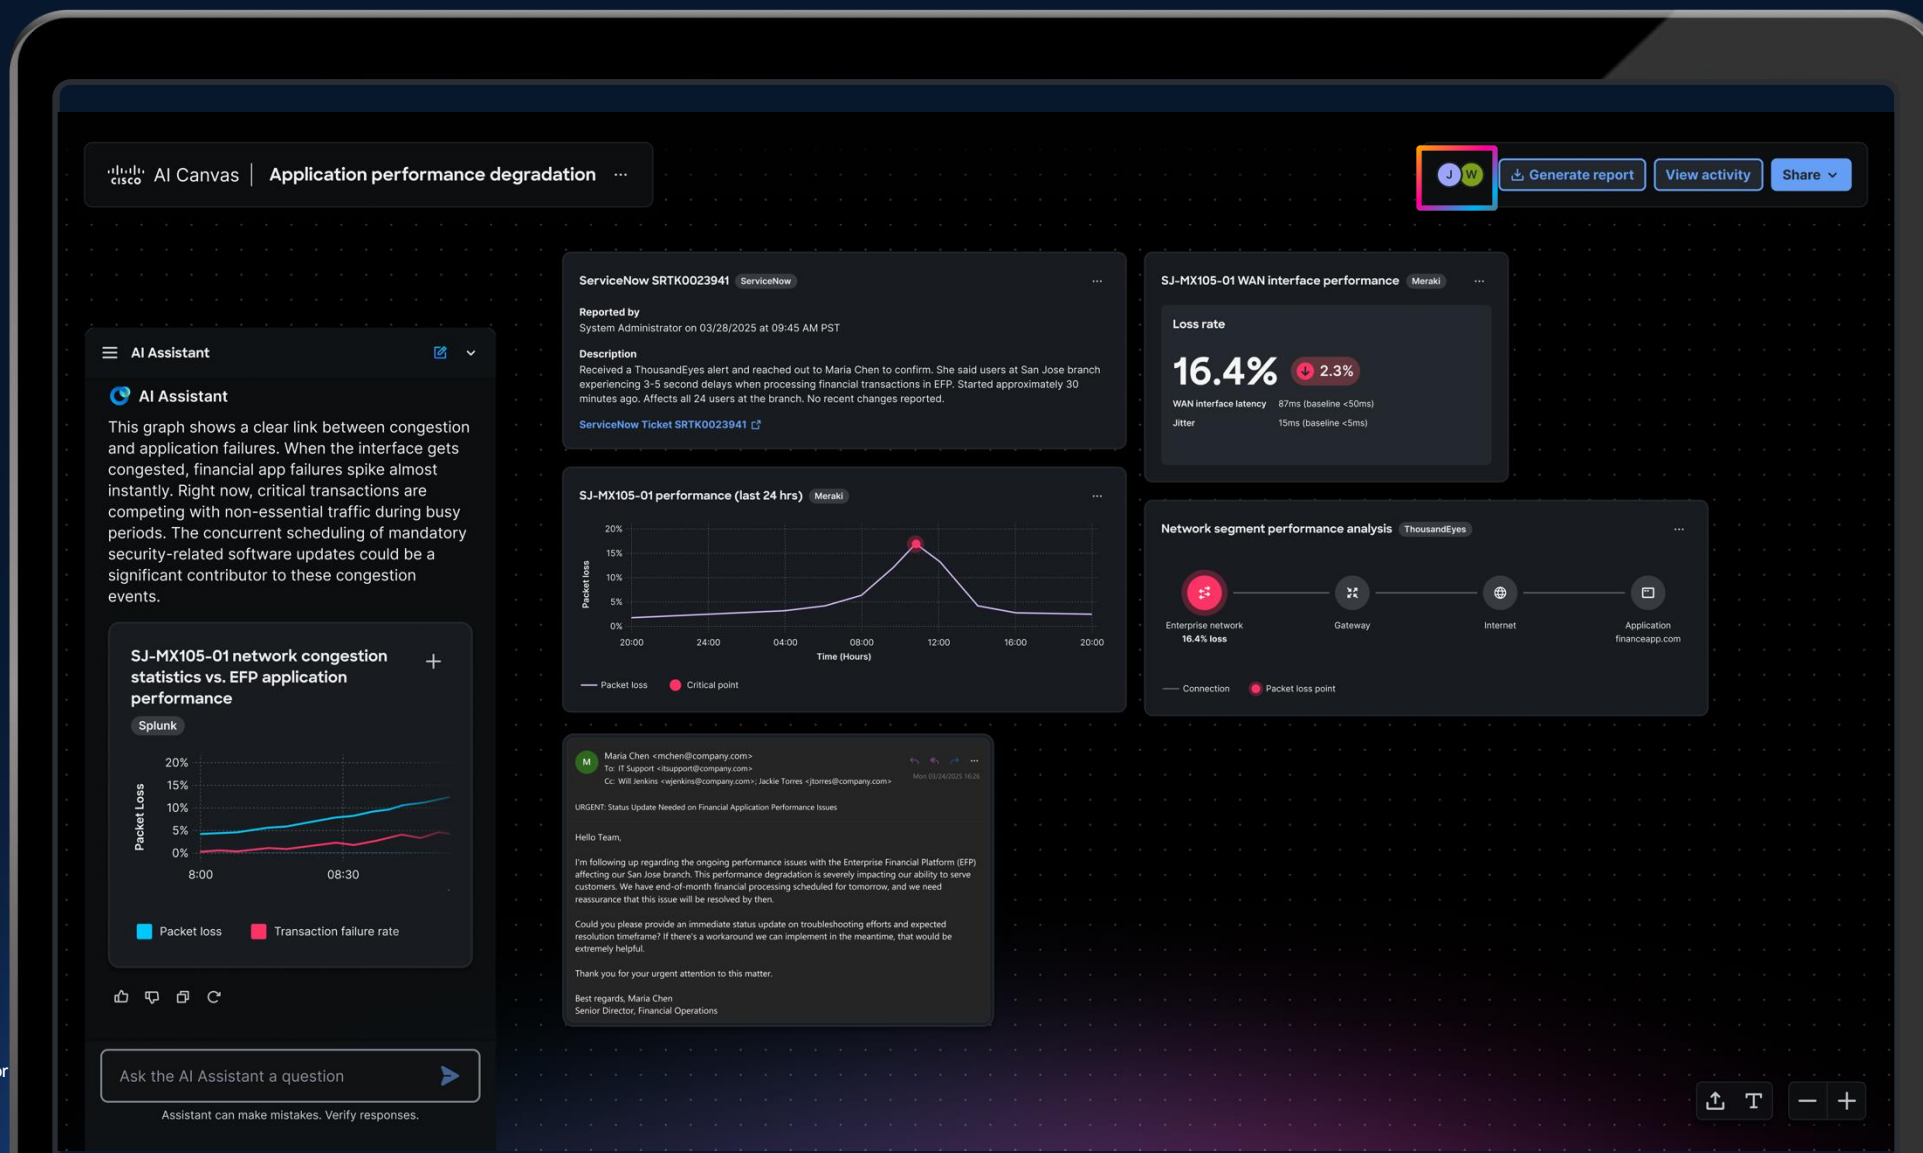 CISCO AI Canvas | Application performance degradation ...
J W Generate report View activity Share
AI Assistant
AI Assistant
This graph shows a clear link between congestion
and application failures. When the interface gets
congested, financial app failures spike almost
instantly. Right now, critical transactions are
competing with non-essential traffic during busy
periods. The concurrent scheduling of mandatory
security-related software updates could be a
significant contributor to these congestion
events.
SJ-MX105-01 network congestion
statistics vs. EFP application
performance
Splunk
20%
15%
10%
5%
0%
Packet Loss
8:00 08:30
Packet loss Transaction failure rate
Ask the AI Assistant a question
Assistant can make mistakes. Verify responses.
or
ServiceNow SRTK0023941 ServiceNow
Reported by
System Administrator on 03/28/2025 at 09:45 AM PST
Description
Received a ThousandEyes alert and reached out to Maria Chen to confirm. She said users at San Jose branch
experiencing 3-5 second delays when processing financial transactions in EFP. Started approximately 30
minutes ago. Affects all 24 users at the branch. No recent changes reported.
ServiceNow Ticket SRTK0023941
SJ-MX105-01 performance (last 24 hrs) Meraki
20%
15%
10%
5%
0%
Packet loss
20:00 24:00 04:00 08:00 12:00 16:00 20:00
Time (Hours)
Packet loss Critical point
M
Maria Chen <mchen@company.com>
To: IT Support <itsupport@company.com>
Cc: Will Jenkins <wjenkins@company.com>; Jackie Torres <jtorres@company.com>
Mon 03/24/2025 16:26
URGENT: Status Update Needed on Financial Application Performance Issues
Hello Team,
I'm following up regarding the ongoing performance issues with the Enterprise Financial Platform (EFP)
affecting our San Jose branch. This performance degradation is severely impacting our ability to serve
customers. We have end-of-month financial processing scheduled for tomorrow, and we need
reassurance that this issue will be resolved by then.
Could you please provide an immediate status update on troubleshooting efforts and expected
resolution timeframe? If there's a workaround we can implement in the meantime, that would be
extremely helpful.
Thank you for your urgent attention to this matter.
Best regards, Maria Chen
Senior Director, Financial Operations
SJ-MX105-01 WAN interface performance Meraki
Loss rate
16.4% 2.3%
WAN interface latency 87ms (baseline <50ms)
Jitter 15ms (baseline <5ms)
Network segment performance analysis ThousandEyes
Enterprise network Gateway Internet Application
16.4% loss financeapp.com
Connection Packet loss point
T